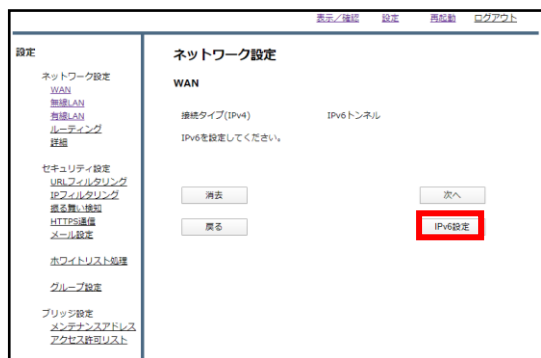 表示／確認 設定 再起動 ログアウト
設定
ネットワーク設定
WAN
無線LAN
有線LAN
ルーティング
詳細
セキュリティ設定
URLフィルタリング
IPフィルタリング
振る舞い検知
HTTPS通信
メール設定
ホワイトリスト処理
グループ設定
ブリッジ設定
メンテナンスアドレス
アクセス許可リスト
ネットワーク設定
WAN
接続タイプ(IPv4) IPv6トンネル
IPv6を設定してください。
消去 次へ
戻る IPv6設定